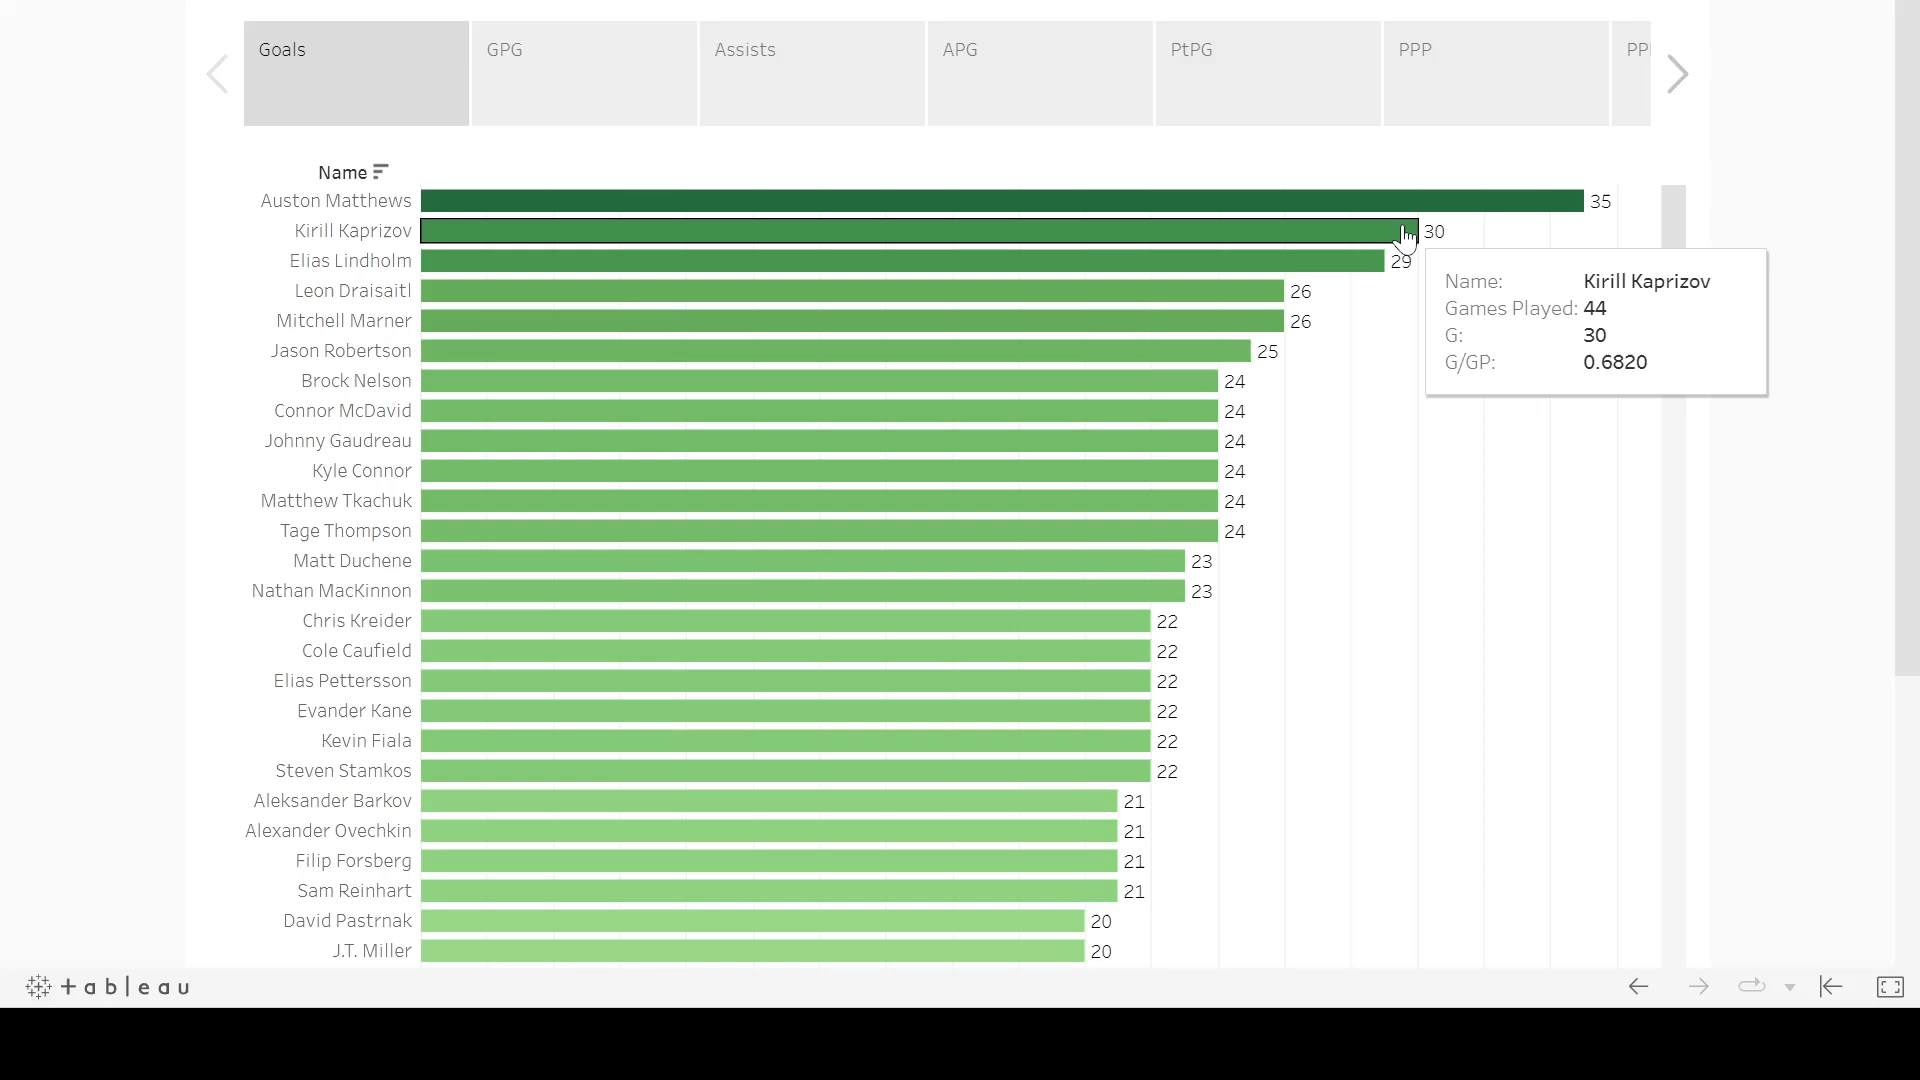 Goals GPG Assists APG PtPG PPP PP
Name
Auston Matthews 35
Kirill Kaprizov 30
Elias Lindholm 29
Leon Draisaitl 26
Mitchell Marner 26
Jason Robertson 25
Brock Nelson 24
Connor McDavid 24
Johnny Gaudreau 24
Kyle Connor 24
Matthew Tkachuk 24
Tage Thompson 24
Matt Duchene 23
Nathan MacKinnon 23
Chris Kreider 22
Cole Caufield 22
Elias Pettersson 22
Evander Kane 22
Kevin Fiala 22
Steven Stamkos 22
Aleksander Barkov 21
Alexander Ovechkin 21
Filip Forsberg 21
Sam Reinhart 21
David Pastrnak 20
J.T. Miller 20
Name: Kirill Kaprizov
Games Played: 44
G: 30
G/GP: 0.6820
+ableau